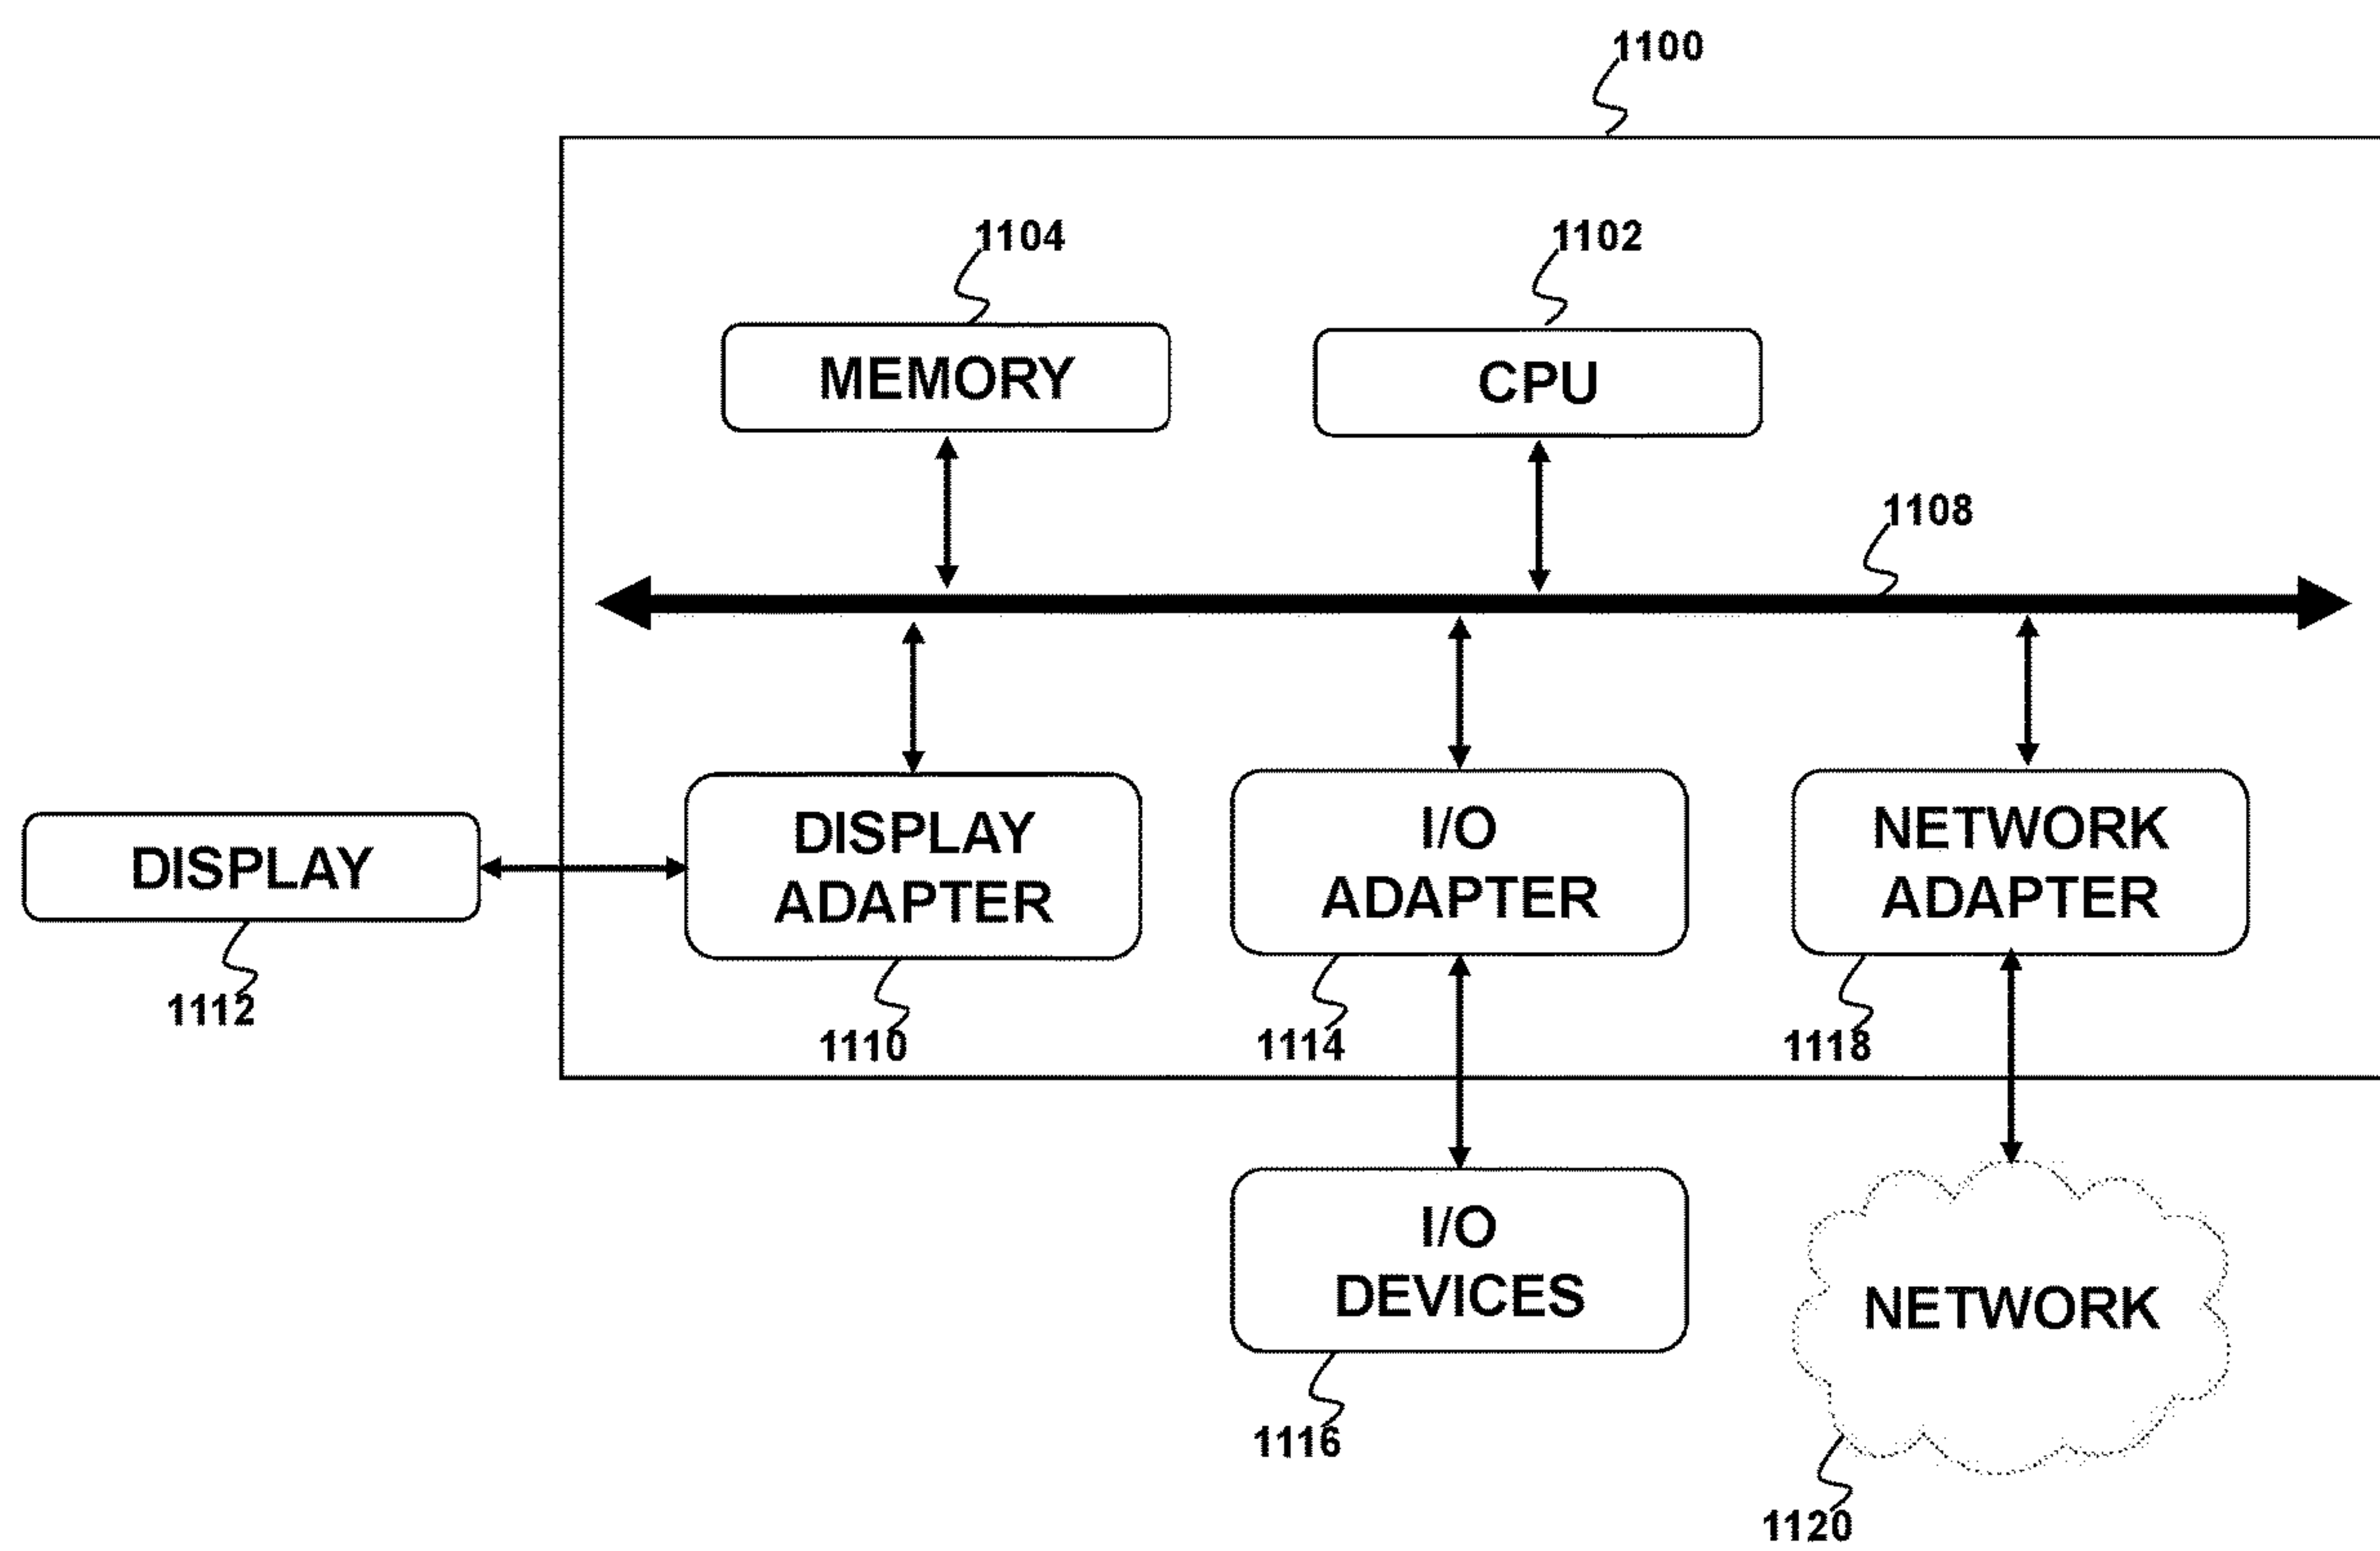 1100
1104
1102
MEMORY
CPU
1108
DISPLAY
DISPLAY
ADAPTER
I/O
ADAPTER
NETWORK
ADAPTER
1112
1110
1114
1118
I/O
DEVICES
NETWORK
1116
1120